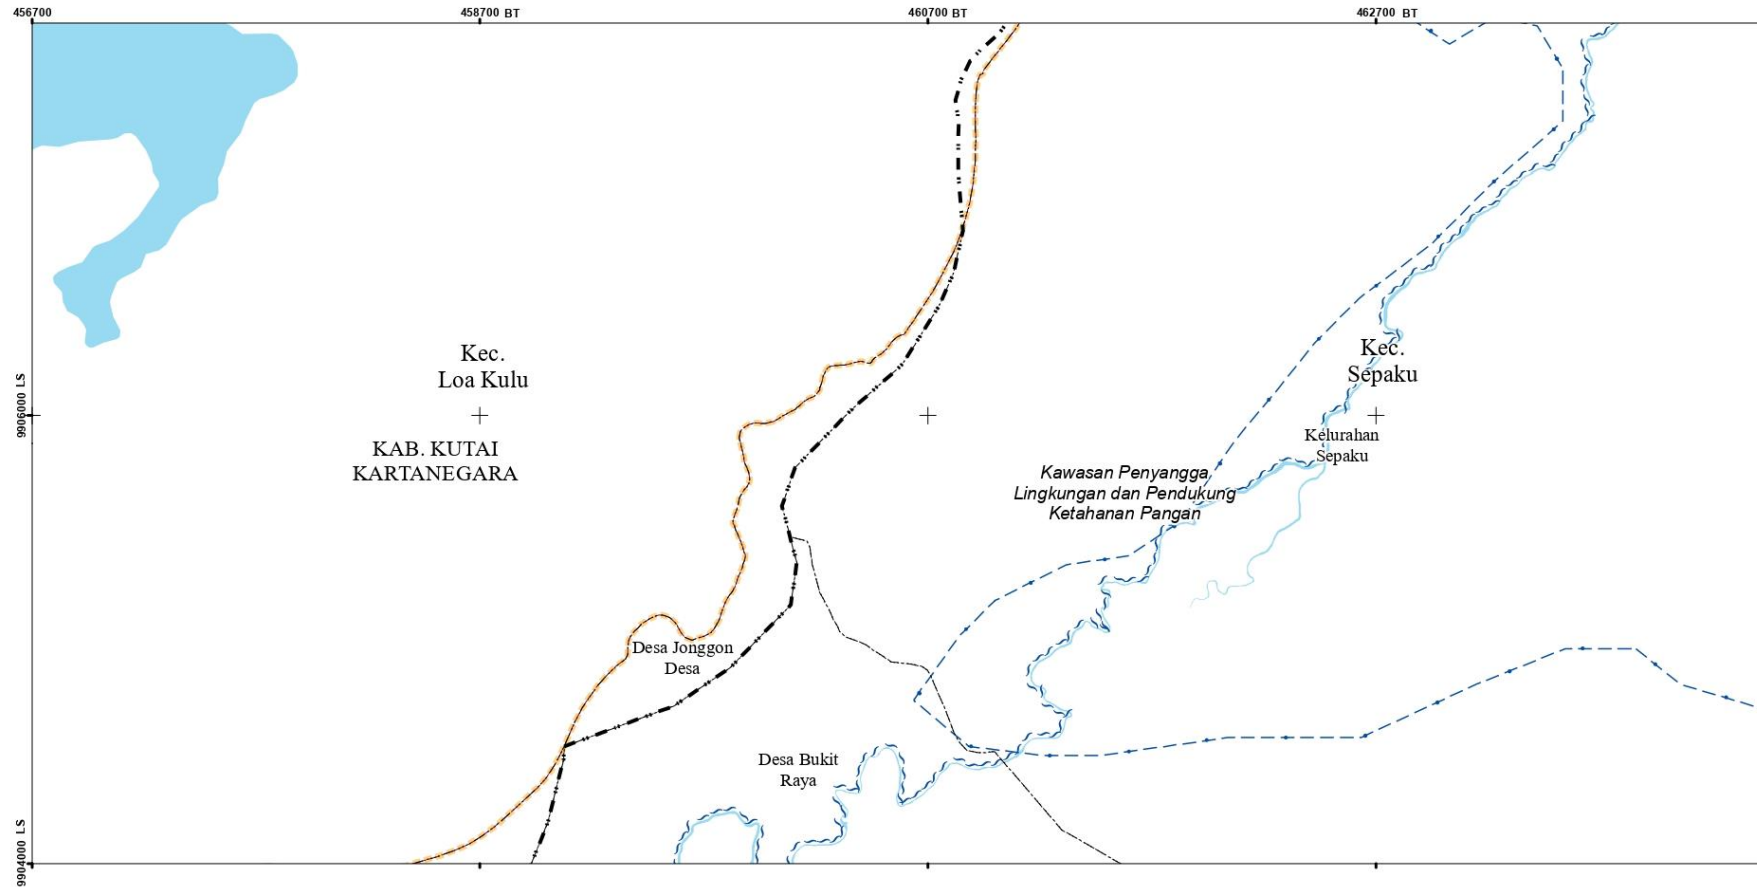 456700
458700 BT
460700 BT
462700 BT
Kec.
Loa Kulu
Kec.
Sepaku
9906000 LS
KAB. KUTAI
KARTANEGARA
Kelurahan
Sepaku
Kawasan Penyangga
Lingkungan dan Pendukung
Ketahanan Pangan
Desa Jonggon
Desa
Desa Bukit
Raya
9904000 LS